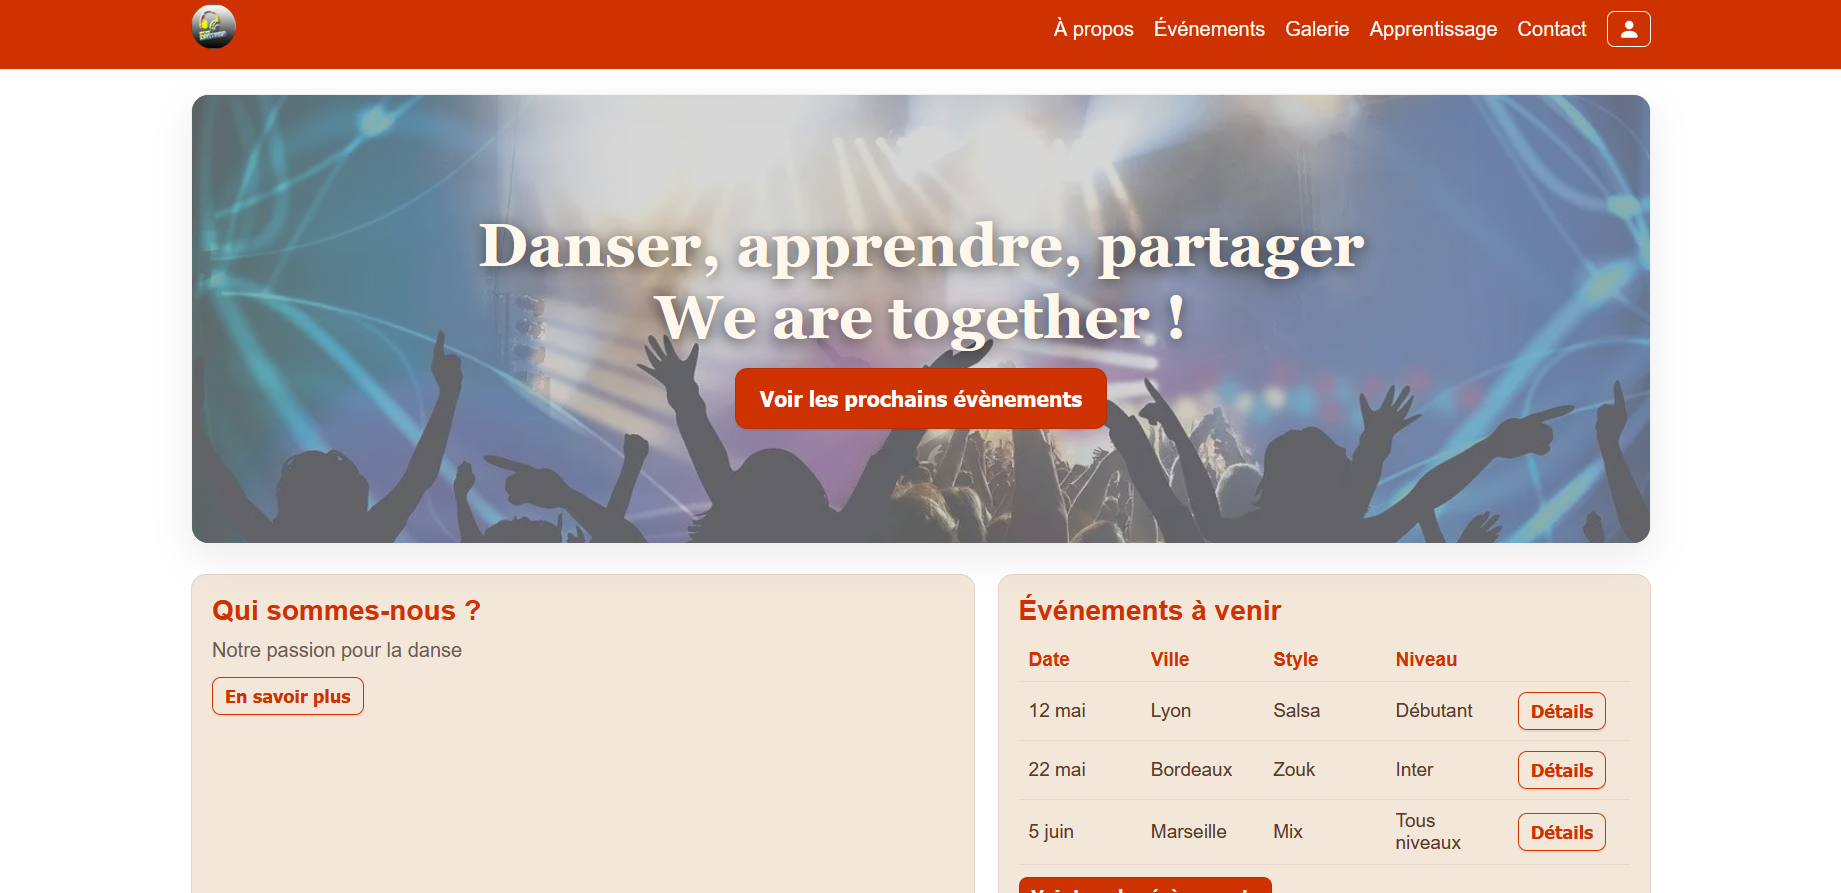 À propos Événements Galerie Apprentissage Contact
Danser, apprendre, partager
We are together !
Voir les prochains évènements
Qui sommes-nous ?
Notre passion pour la danse
En savoir plus
Événements à venir
Date Ville Style Niveau
12 mai Lyon Salsa Débutant Détails
22 mai Bordeaux Zouk Inter Détails
5 juin Marseille Mix Tous niveaux Détails